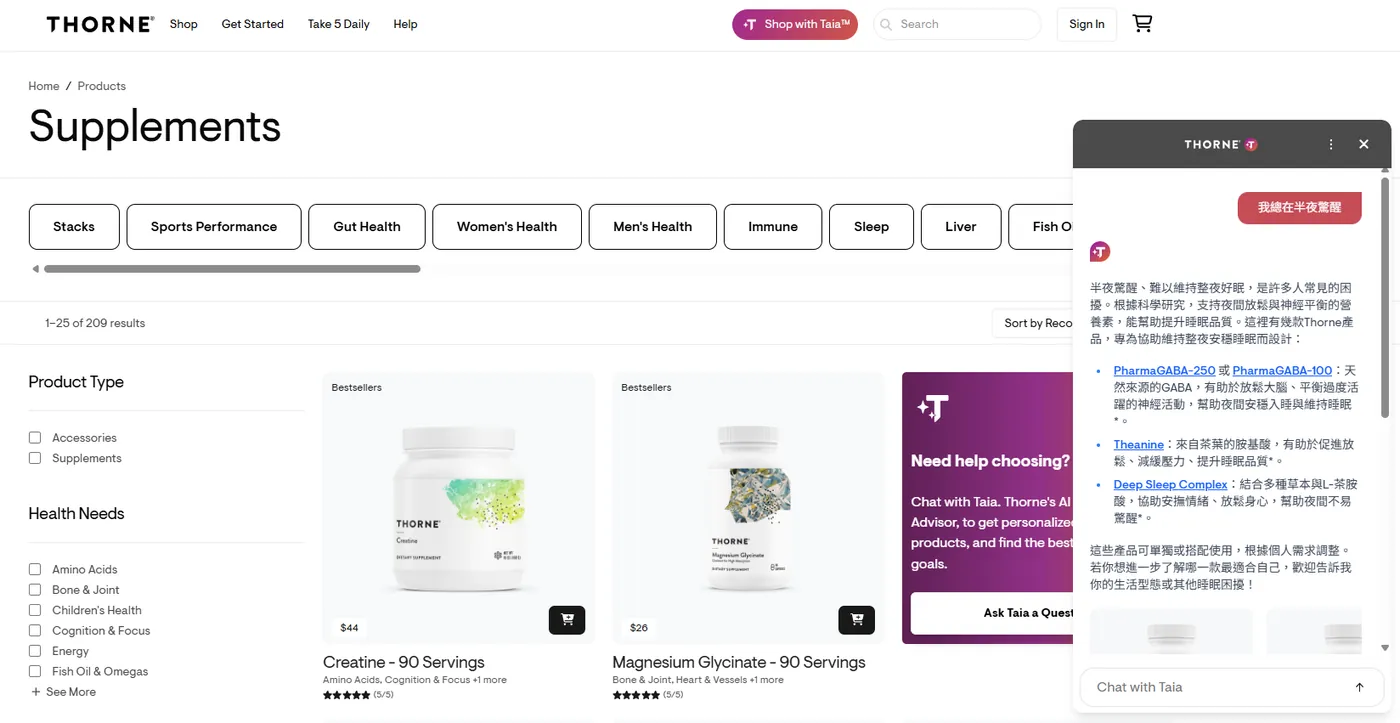 THORNE
Shop
Get Started
Take 5 Daily
Help
Shop with Taia™
Search
Sign In
Home / Products
Supplements
Stacks
Sports Performance
Gut Health
Women's Health
Men's Health
Immune
Sleep
Liver
Fish O
1–25 of 209 results
Sort by Reco
Product Type
Accessories
Supplements
Health Needs
Amino Acids
Bone & Joint
Children's Health
Cognition & Focus
Energy
Fish Oil & Omegas
+ See More
Bestsellers
THORNE
Creatine
DIETARY SUPPLEMENT
$44
Creatine - 90 Servings
Amino Acids, Cognition & Focus +1 more
(5/5)
Bestsellers
THORNE
Magnesium Glycinate
DIETARY SUPPLEMENT
$26
Magnesium Glycinate - 90 Servings
Bone & Joint, Heart & Vessels +1 more
(5/5)
Need help choosing?
Chat with Taia. Thorne's AI
Advisor, to get personalize
products, and find the best
goals.
Ask Taia a Quest
THORNE
我總在半夜驚醒
半夜驚醒、難以維持整夜好眠，是許多人常見的困
擾。根據科學研究，支持夜間放鬆與神經平衡的營
養素，能幫助提升睡眠品質。這裡有幾款Thorne產
品，專為協助維持整夜安穩睡眠而設計：
PharmaGABA-250 或 PharmaGABA-100：天
然來源的GABA，有助於放鬆大腦、平衡過度活
躍的神經活動，幫助夜間安穩入睡與維持睡眠
*。
Theanine：來自茶葉的胺基酸，有助於促進放
鬆、減緩壓力、提升睡眠品質*。
Deep Sleep Complex：結合多種草本與L-茶胺
酸，協助安撫情緒、放鬆身心，幫助夜間不易
驚醒*。
這些產品可單獨或搭配使用，根據個人需求調整。
若你想進一步了解哪一款最適合自己，歡迎告訴我
你的生活型態或其他睡眠困擾！
Chat with Taia